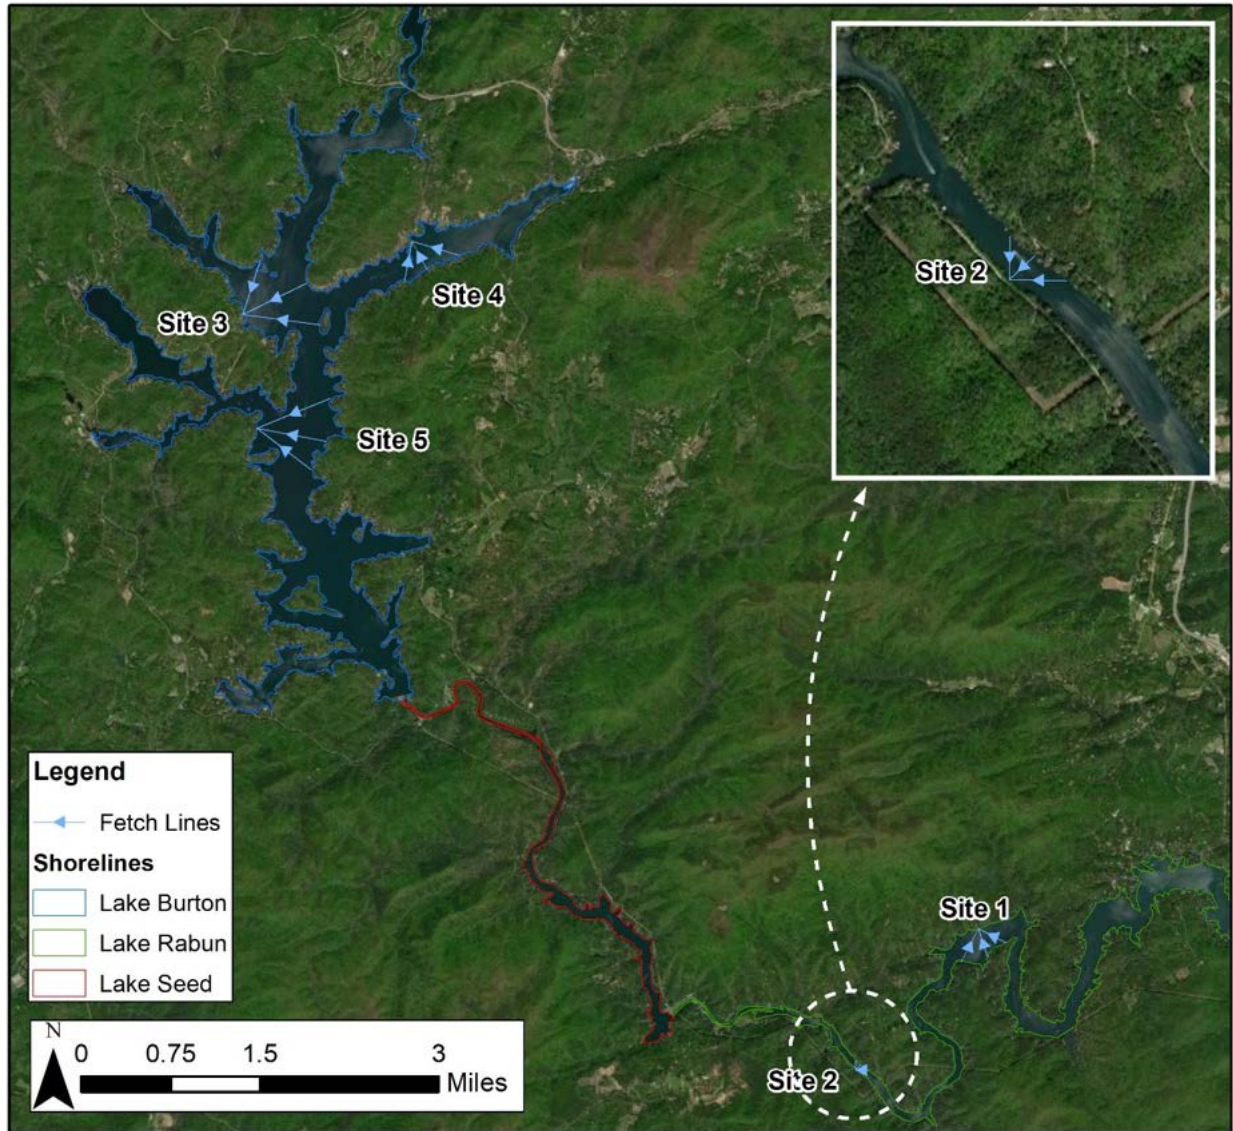 Site 2
Site 4
Site 3
Site 5
Legend
Fetch Lines
Shorelines
Lake Burton
Lake Rabun
Lake Seed
Site 1
N
0 0.75 1.5 3
Miles
Site 2